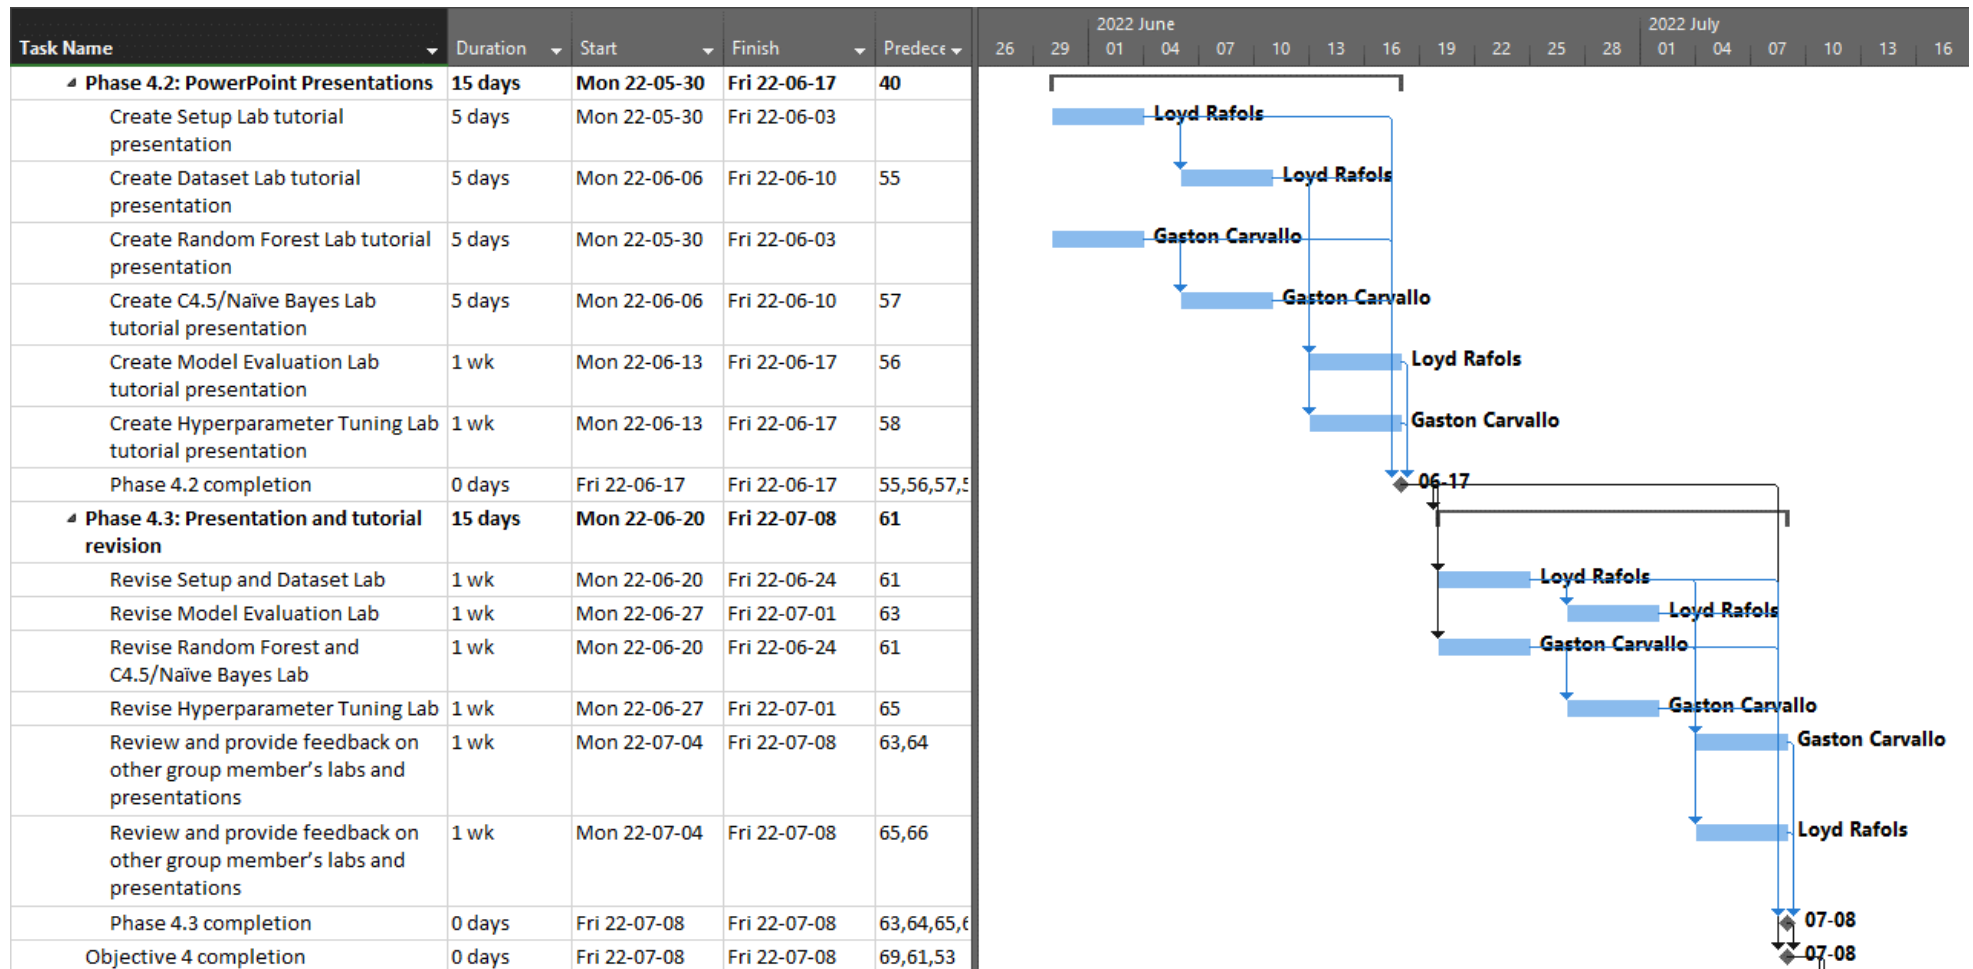 2022 June 2022 July
Task Name Duration Start Finish Predece 26 29 01 04 07 10 13 16 19 22 25 28 01 04 07 10 13 16
Phase 4.2: PowerPoint Presentations 15 days Mon 22-05-30 Fri 22-06-17 40
Create Setup Lab tutorial 5 days Mon 22-05-30 Fri 22-06-03 Loyd Rafols
presentation
Create Dataset Lab tutorial 5 days Mon 22-06-06 Fri 22-06-10 55 Loyd Rafols
presentation
Create Random Forest Lab tutorial 5 days Mon 22-05-30 Fri 22-06-03 Gaston Carvallo
presentation
Create C4.5/Naïve Bayes Lab 5 days Mon 22-06-06 Fri 22-06-10 57 Gaston Carvallo
tutorial presentation
Create Model Evaluation Lab 1 wk Mon 22-06-13 Fri 22-06-17 56 Loyd Rafols
tutorial presentation
Create Hyperparameter Tuning Lab 1 wk Mon 22-06-13 Fri 22-06-17 58 Gaston Carvallo
tutorial presentation
Phase 4.2 completion 0 days Fri 22-06-17 Fri 22-06-17 55,56,57, 06-17
Phase 4.3: Presentation and tutorial 15 days Mon 22-06-20 Fri 22-07-08 61
revision
Revise Setup and Dataset Lab 1 wk Mon 22-06-20 Fri 22-06-24 61 Loyd Rafols
Revise Model Evaluation Lab 1 wk Mon 22-06-27 Fri 22-07-01 63 Loyd Rafols
Revise Random Forest and 1 wk Mon 22-06-20 Fri 22-06-24 61 Gaston Carvallo
C4.5/Naïve Bayes Lab
Revise Hyperparameter Tuning Lab 1 wk Mon 22-06-27 Fri 22-07-01 65 Gaston Carvallo
Review and provide feedback on 1 wk Mon 22-07-04 Fri 22-07-08 63,64 Gaston Carvallo
other group member’s labs and
presentations
Review and provide feedback on 1 wk Mon 22-07-04 Fri 22-07-08 65,66 Loyd Rafols
other group member’s labs and
presentations
Phase 4.3 completion 0 days Fri 22-07-08 Fri 22-07-08 63,64,65, 07-08
Objective 4 completion 0 days Fri 22-07-08 Fri 22-07-08 69,61,53 07-08